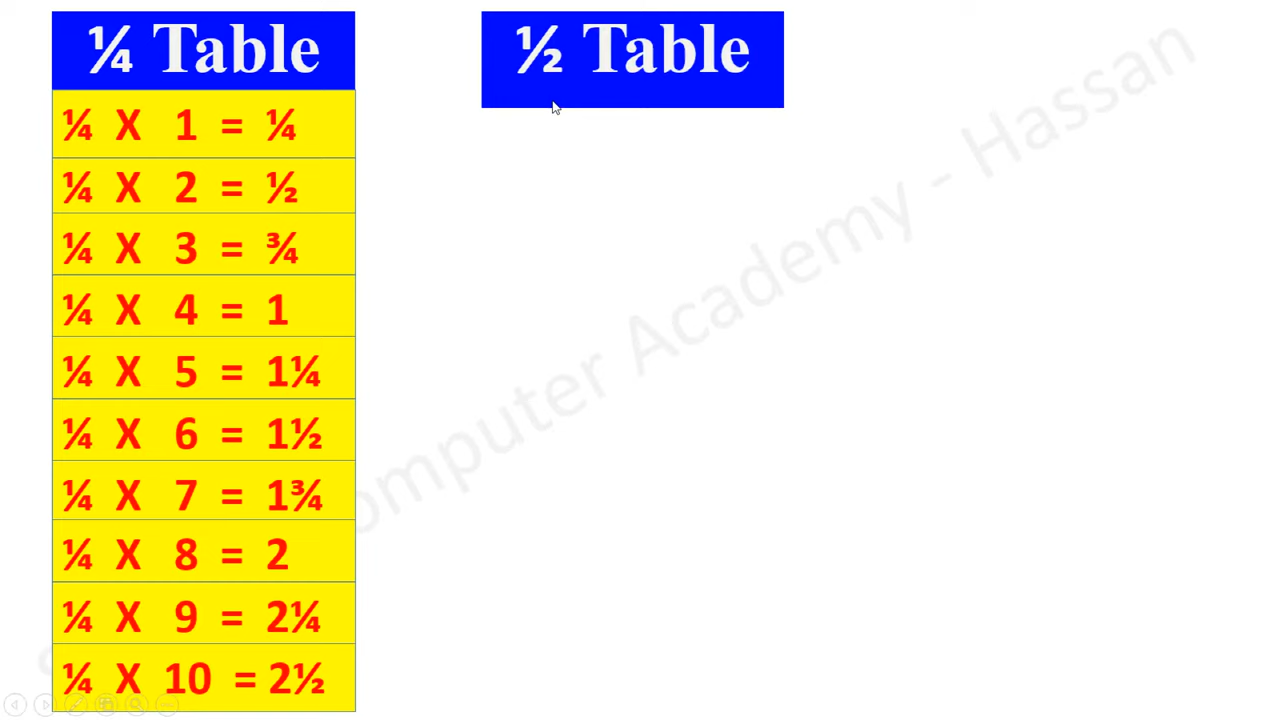 ¼ Table
¼ X 1 = ¼
¼ X 2 = ½
¼ X 3 = ¾
¼ X 4 = 1
¼ X 5 = 1¼
¼ X 6 = 1½
¼ X 7 = 1¾
¼ X 8 = 2
¼ X 9 = 2¼
¼ X 10 = 2½
½ Table
Computer Academy - Hassan